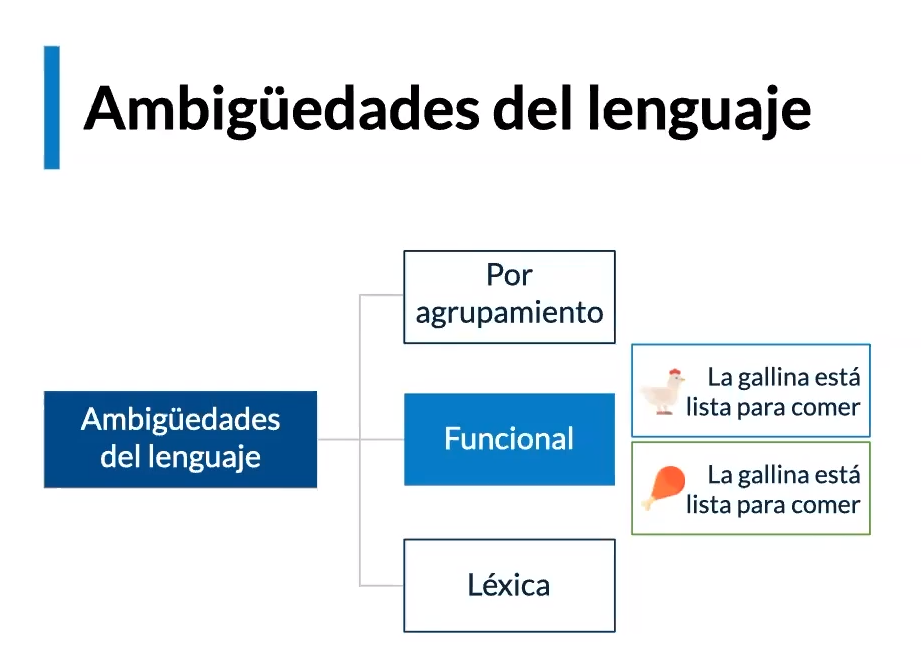 Ambigüedades del lenguaje
Por
agrupamiento
Ambigüedades
del lenguaje
Funcional
La gallina está
lista para comer
La gallina está
lista para comer
Léxica